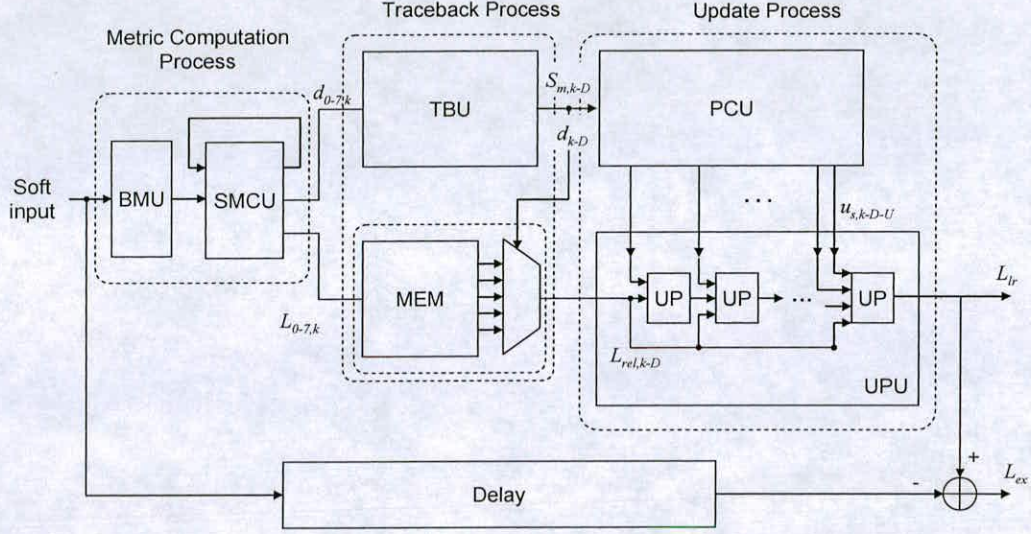 Traceback Process
Update Process
Metric Computation
Process
d0-7,k
TBU
Sm,k-D
dk-D
PCU
Soft
input
BMU
SMCU
...
us,k-D-U
MEM
L0-7,k
UP
UP
...
UP
Llr
Lrel,k-D
UPU
Delay
+
-
Lex